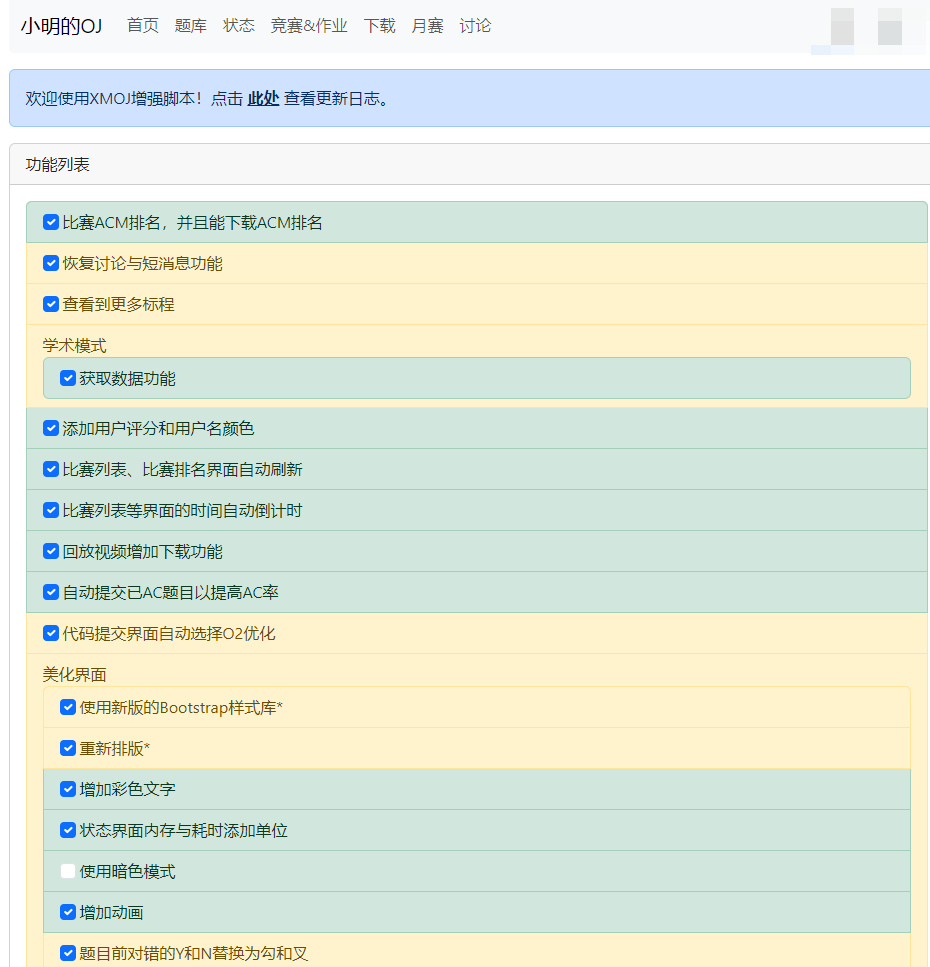 小明的OJ 首页 题库 状态 竞赛&作业 下载 月赛 讨论
欢迎使用XMOJ增强脚本！点击 此处 查看更新日志。
功能列表
比赛ACM排名，并且能下载ACM排名
恢复讨论与短消息功能
查看到更多标程
学术模式
获取数据功能
添加用户评分和用户名颜色
比赛列表、比赛排名界面自动刷新
比赛列表等界面的时间自动倒计时
回放视频增加下载功能
自动提交已AC题目以提高AC率
代码提交界面自动选择O2优化
美化界面
使用新版的Bootstrap样式库*
重新排版*
增加彩色文字
状态界面内存与耗时添加单位
使用暗色模式
增加动画
题目前对错的Y和N替换为勾和叉